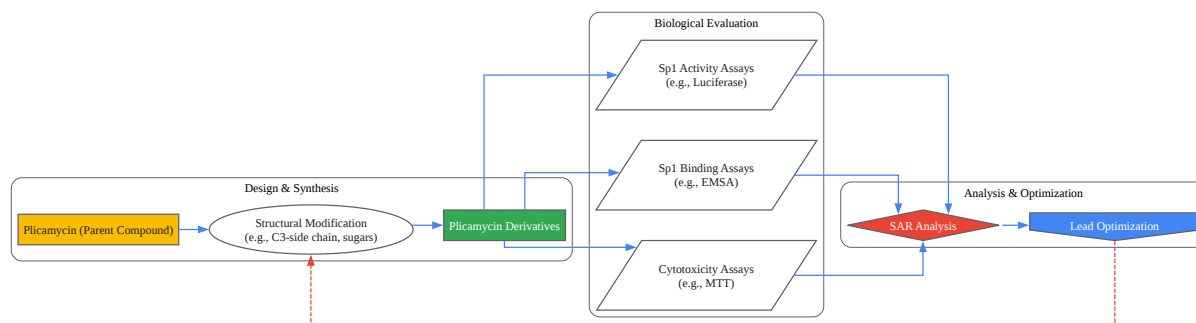 Biological Evaluation
Sp1 Activity Assays
(e.g., Luciferase)
Sp1 Binding Assays
(e.g., EMSA)
Cytotoxicity Assays
(e.g., MTT)
Design & Synthesis
Plicamycin (Parent Compound)
Structural Modification
(e.g., C3-side chain, sugars)
Plicamycin Derivatives
Analysis & Optimization
SAR Analysis
Lead Optimization